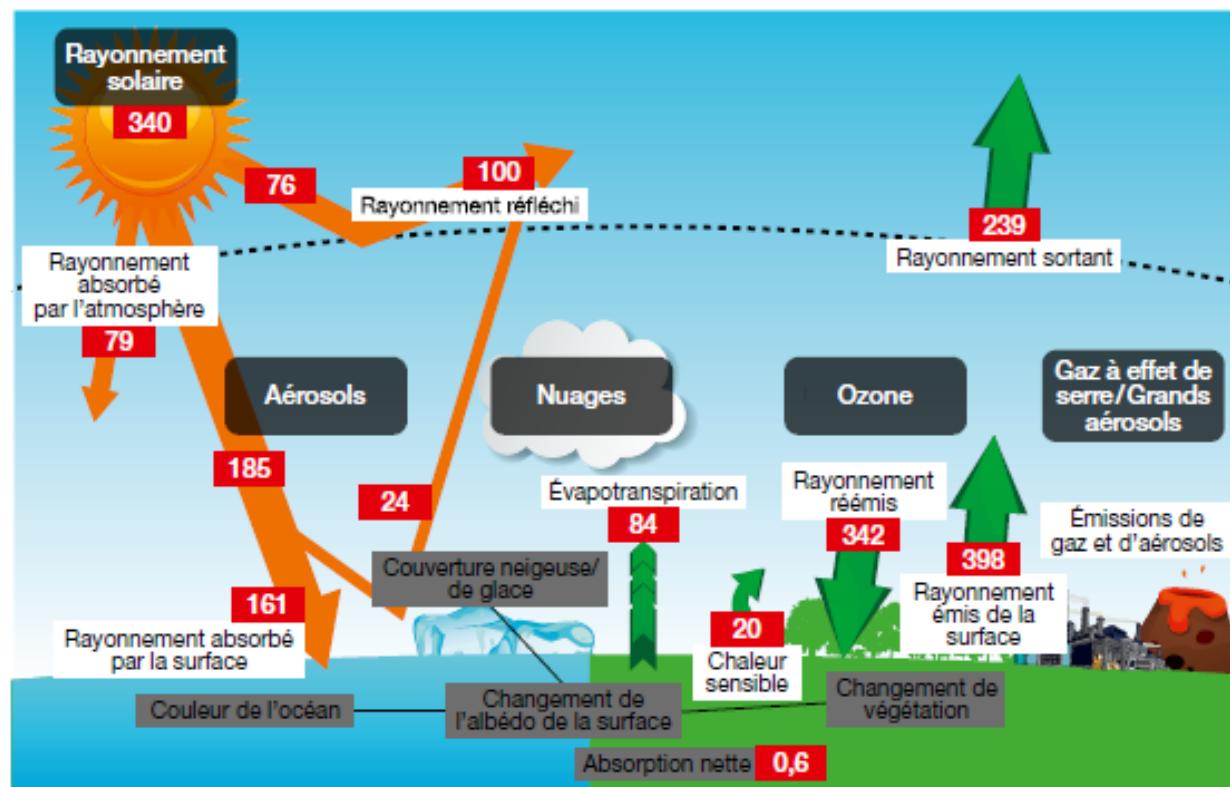 Rayonnement
solaire
340
76
100
Rayonnement réfléchi
239
Rayonnement sortant
Rayonnement
absorbé
par l'atmosphère
79
Aérosols
Nuages
Ozone
Gaz à effet de
serre/Grands
aérosols
185
24
Évapotranspiration
84
Rayonnement
réémis
342
398
Rayonnement
émis de la
surface
Émissions de
gaz et d'aérosols
Couverture neigeuse/
de glace
161
Rayonnement absorbé
par la surface
20
Chaleur
sensible
Couleur de l'océan
Changement de
l'albédo de la surface
Changement de
végétation
Absorption nette 0,6